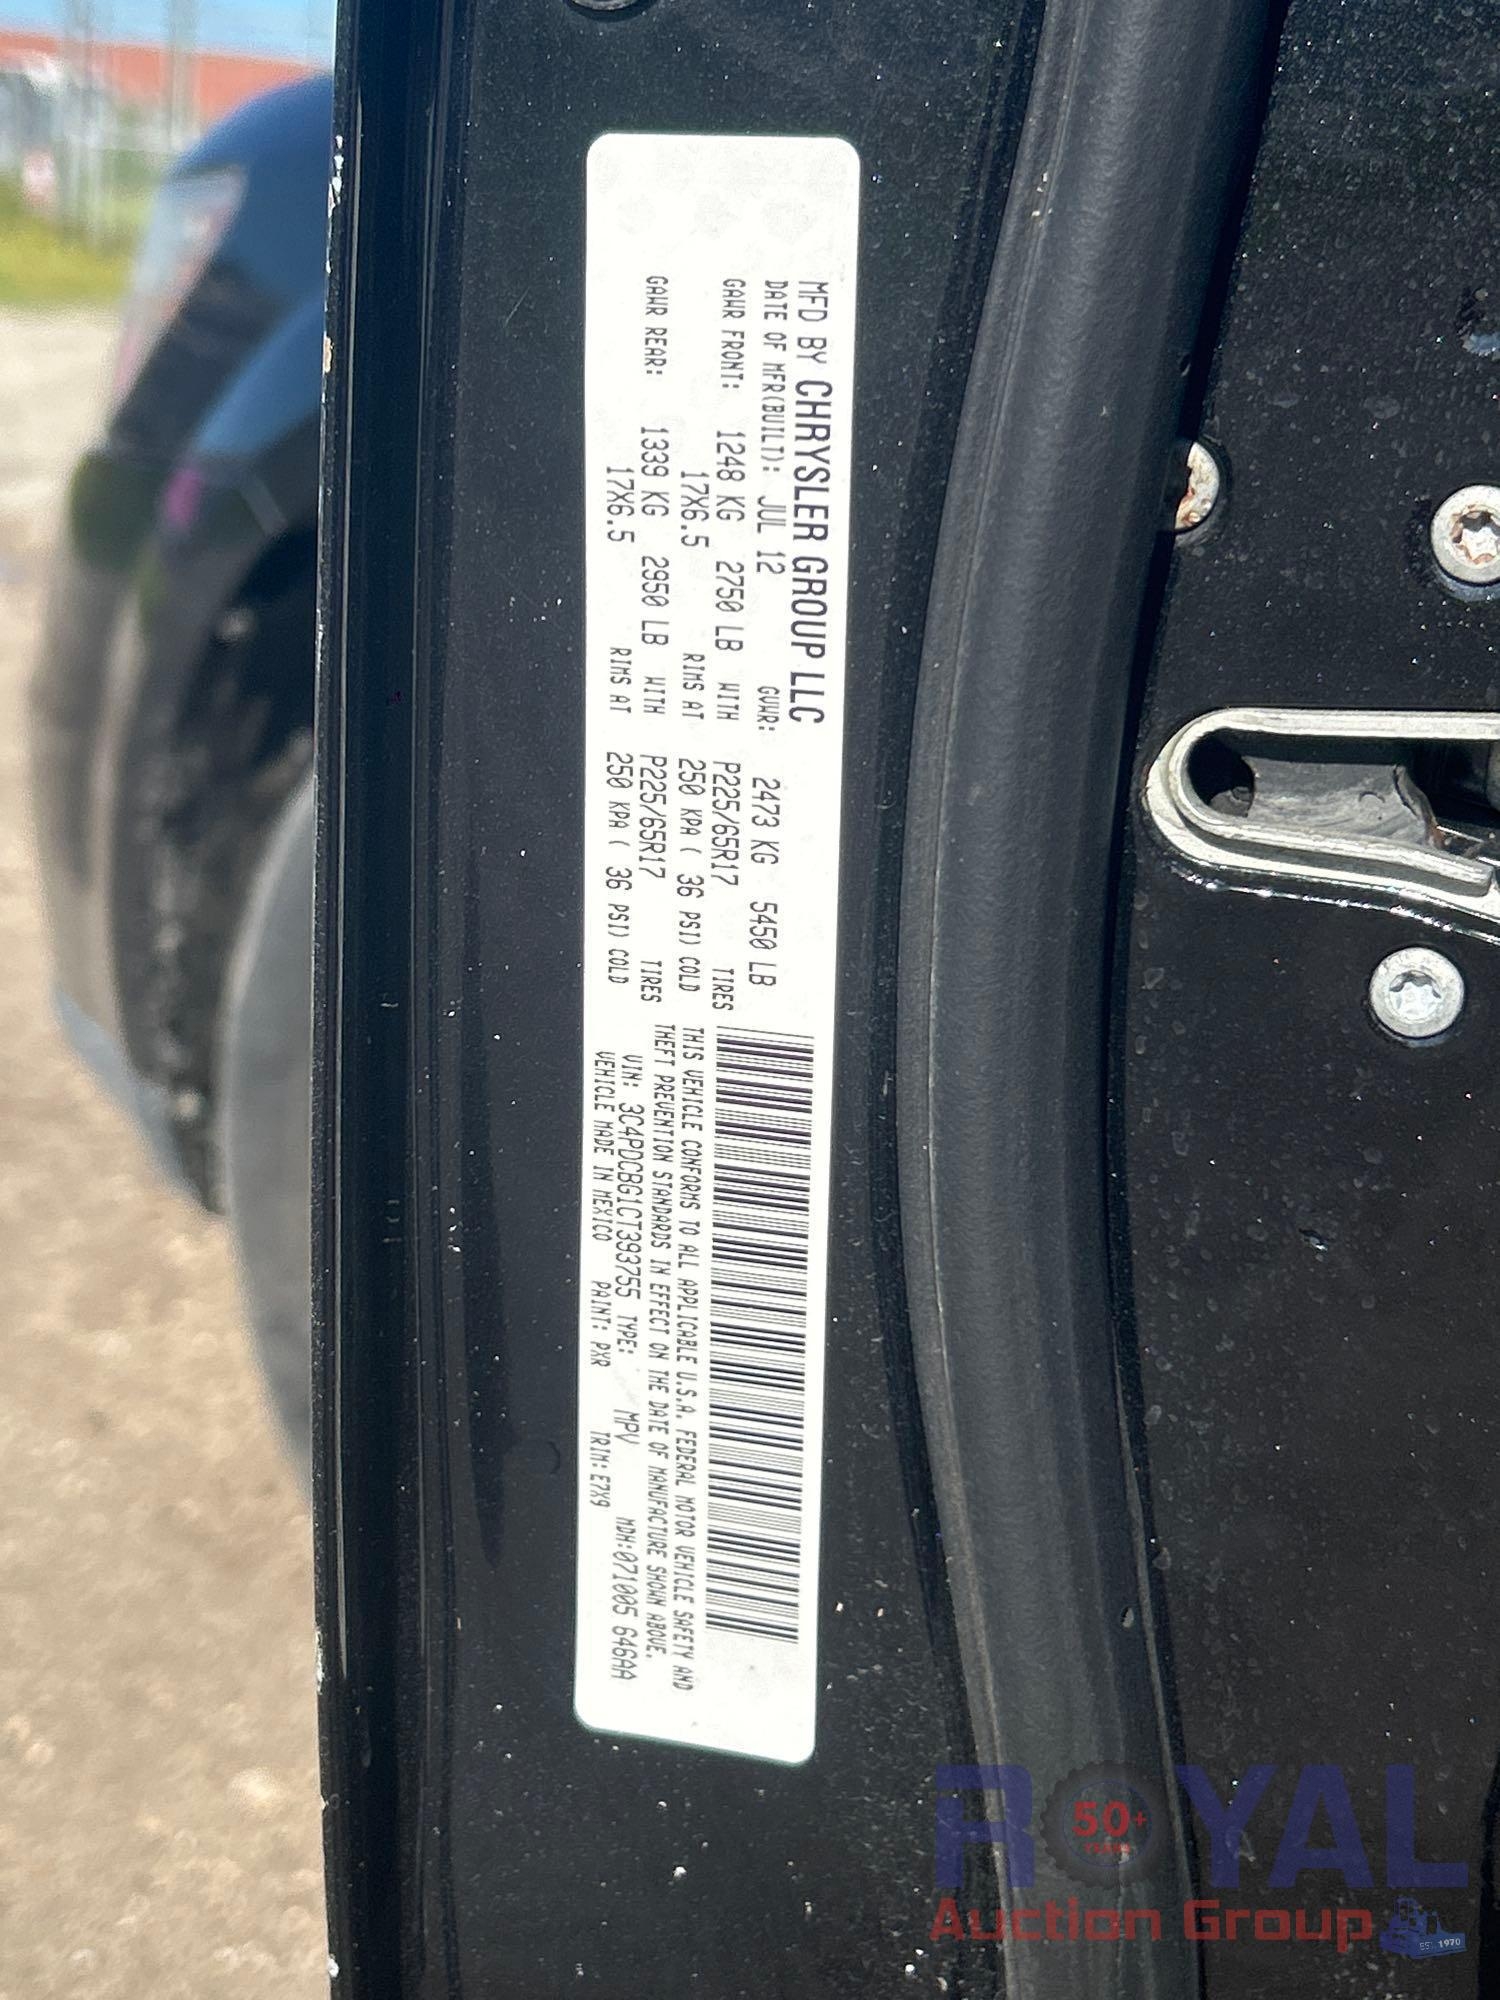 MFD BY CHRYSLER GROUP LLC
DATE OF MFR(BUILT): JUL 12 GVWR: 2473 KG 5450 LB
GAWR FRONT: 1248 KG 2750 LB WITH P225/65R17 TIRES
17X6.5 RIMS AT 250 KPA ( 36 PSI) COLD
GAWR REAR: 1339 KG 2950 LB WITH P225/65R17 TIRES
17X6.5 RIMS AT 250 KPA ( 36 PSI) COLD
THIS VEHICLE CONFORMS TO ALL APPLICABLE U.S.A. FEDERAL MOTOR VEHICLE SAFETY AND
THEFT PREVENTION STANDARDS IN EFFECT ON THE DATE OF MANUFACTURE SHOWN ABOVE.
VIN: 3C4PDCBG1CT393755 TYPE: MPV MDH:071005 646AA
VEHICLE MADE IN MEXICO PAINT: PXR TRIM: E7X9
ROYAL
50+
YEARS
Auction Group
EST. 1970